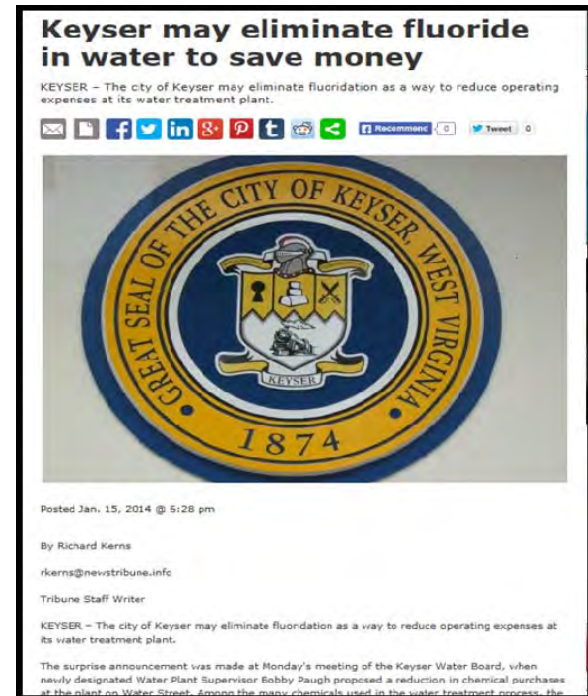 Keyser may eliminate fluoride
in water to save money
KEYSER – The city of Keyser may eliminate fluoridation as a way to reduce operating
expenses at its water treatment plant.
Recommend 0 Tweet 0
GREAT SEAL OF THE CITY OF KEYSER, WEST VIRGINIA
KEYSER
1874
Posted Jan. 15, 2014 @ 5:28 pm
By Richard Kerns
rkerns@newstribune.info
Tribune Staff Writer
KEYSER – The city of Keyser may eliminate fluoridation as a way to reduce operating expenses at
its water treatment plant.
The surprise announcement was made at Monday's meeting of the Keyser Water Board, when
newly designated Water Plant Supervisor Bobby Paugh proposed a reduction in chemical purchases
at the plant on Water Street. Among the many chemicals used in the water treatment process, the